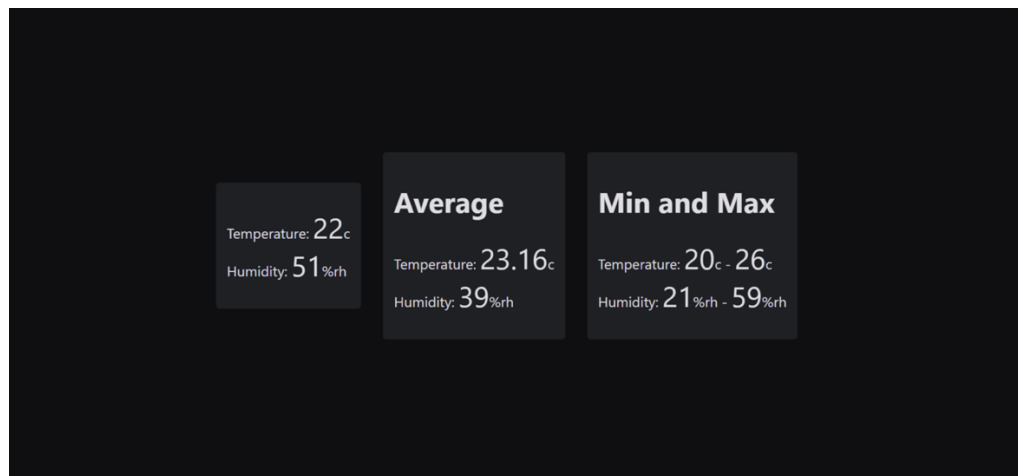 Temperature: 22c
Humidity: 51%rh
Average
Temperature: 23.16c
Humidity: 39%rh
Min and Max
Temperature: 20c - 26c
Humidity: 21%rh - 59%rh